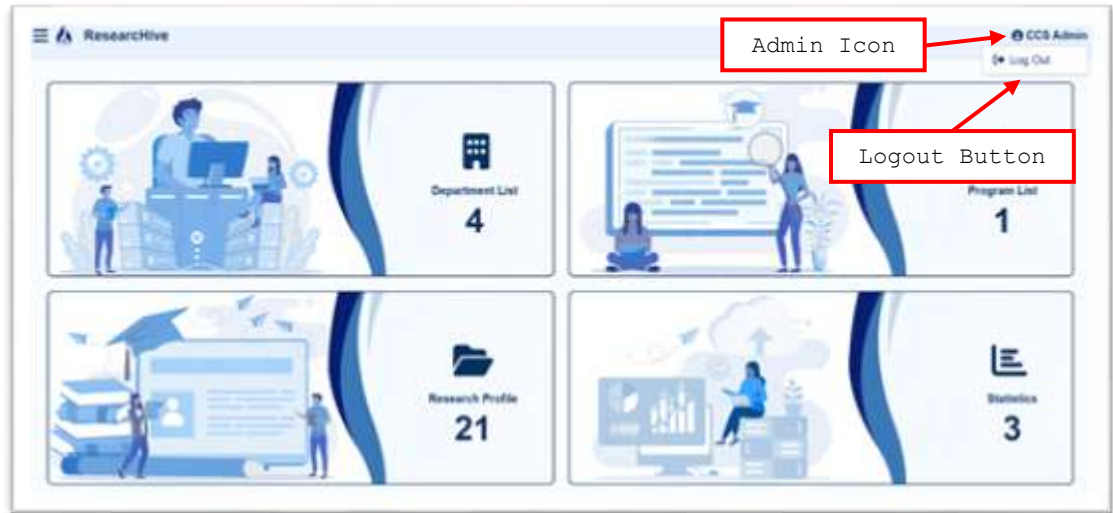 ResearcHive
Admin Icon
CCS Admin
Log Out
Logout Button
Department List
4
Program List
1
Research Profile
21
Statistics
3